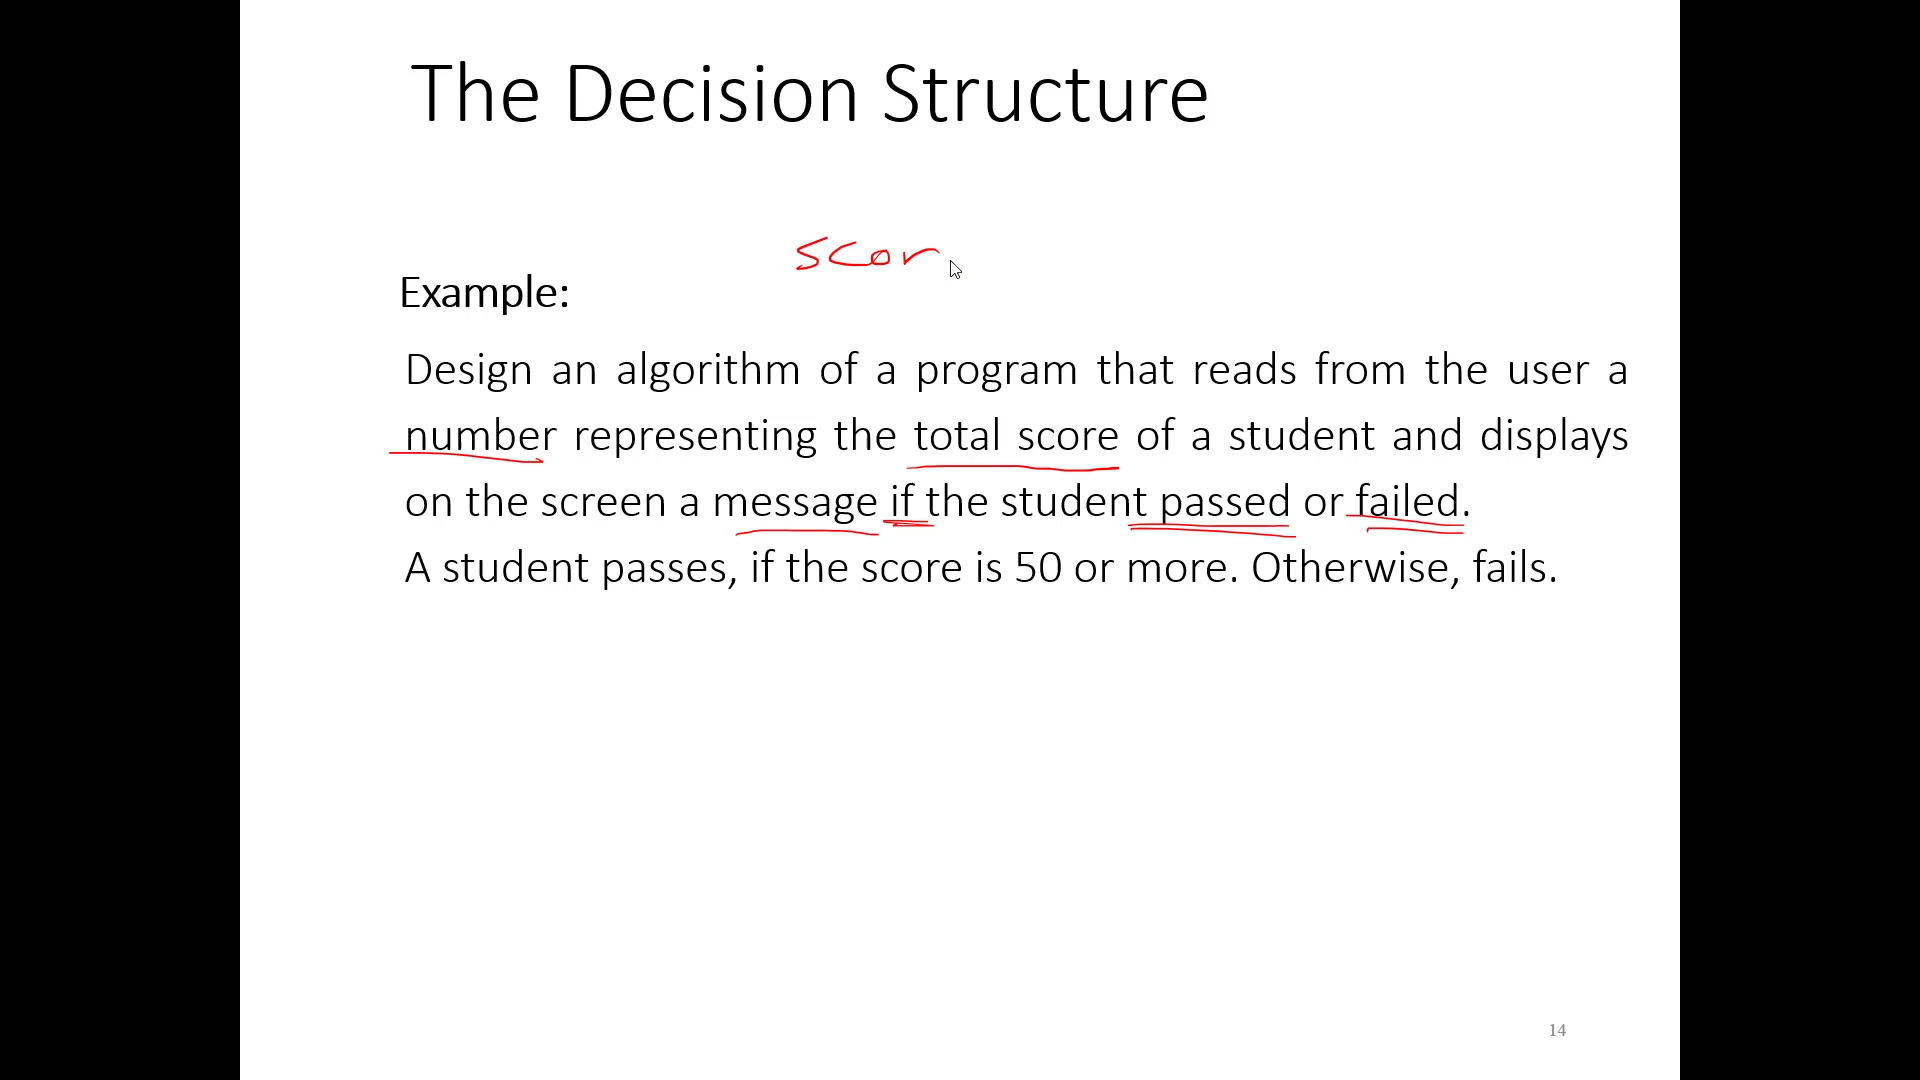 The Decision Structure
scor
Example:
Design an algorithm of a program that reads from the user a
number representing the total score of a student and displays
on the screen a message if the student passed or failed.
A student passes, if the score is 50 or more. Otherwise, fails.
14